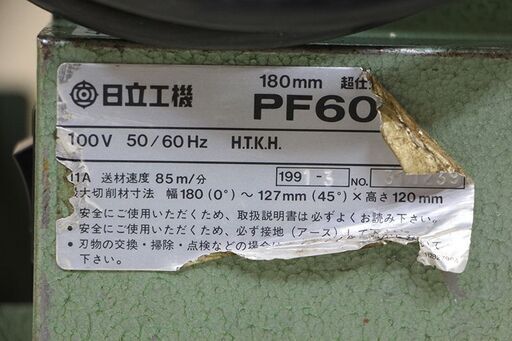 日立工機
180mm 超仕
PF60
100V 50/60Hz H.T.K.H.
11A 送材速度 85m/分
199 -3 NO.
最大切削材寸法 幅180(0°)～127mm(45°)×高さ120mm
・安全にご使用いただくため、取扱説明書は必ずよくお読み下さい。
・安全にご使用いただくため、必ず接地(アース)して
・刃物の交換・掃除・点検などの場合
て下さい。